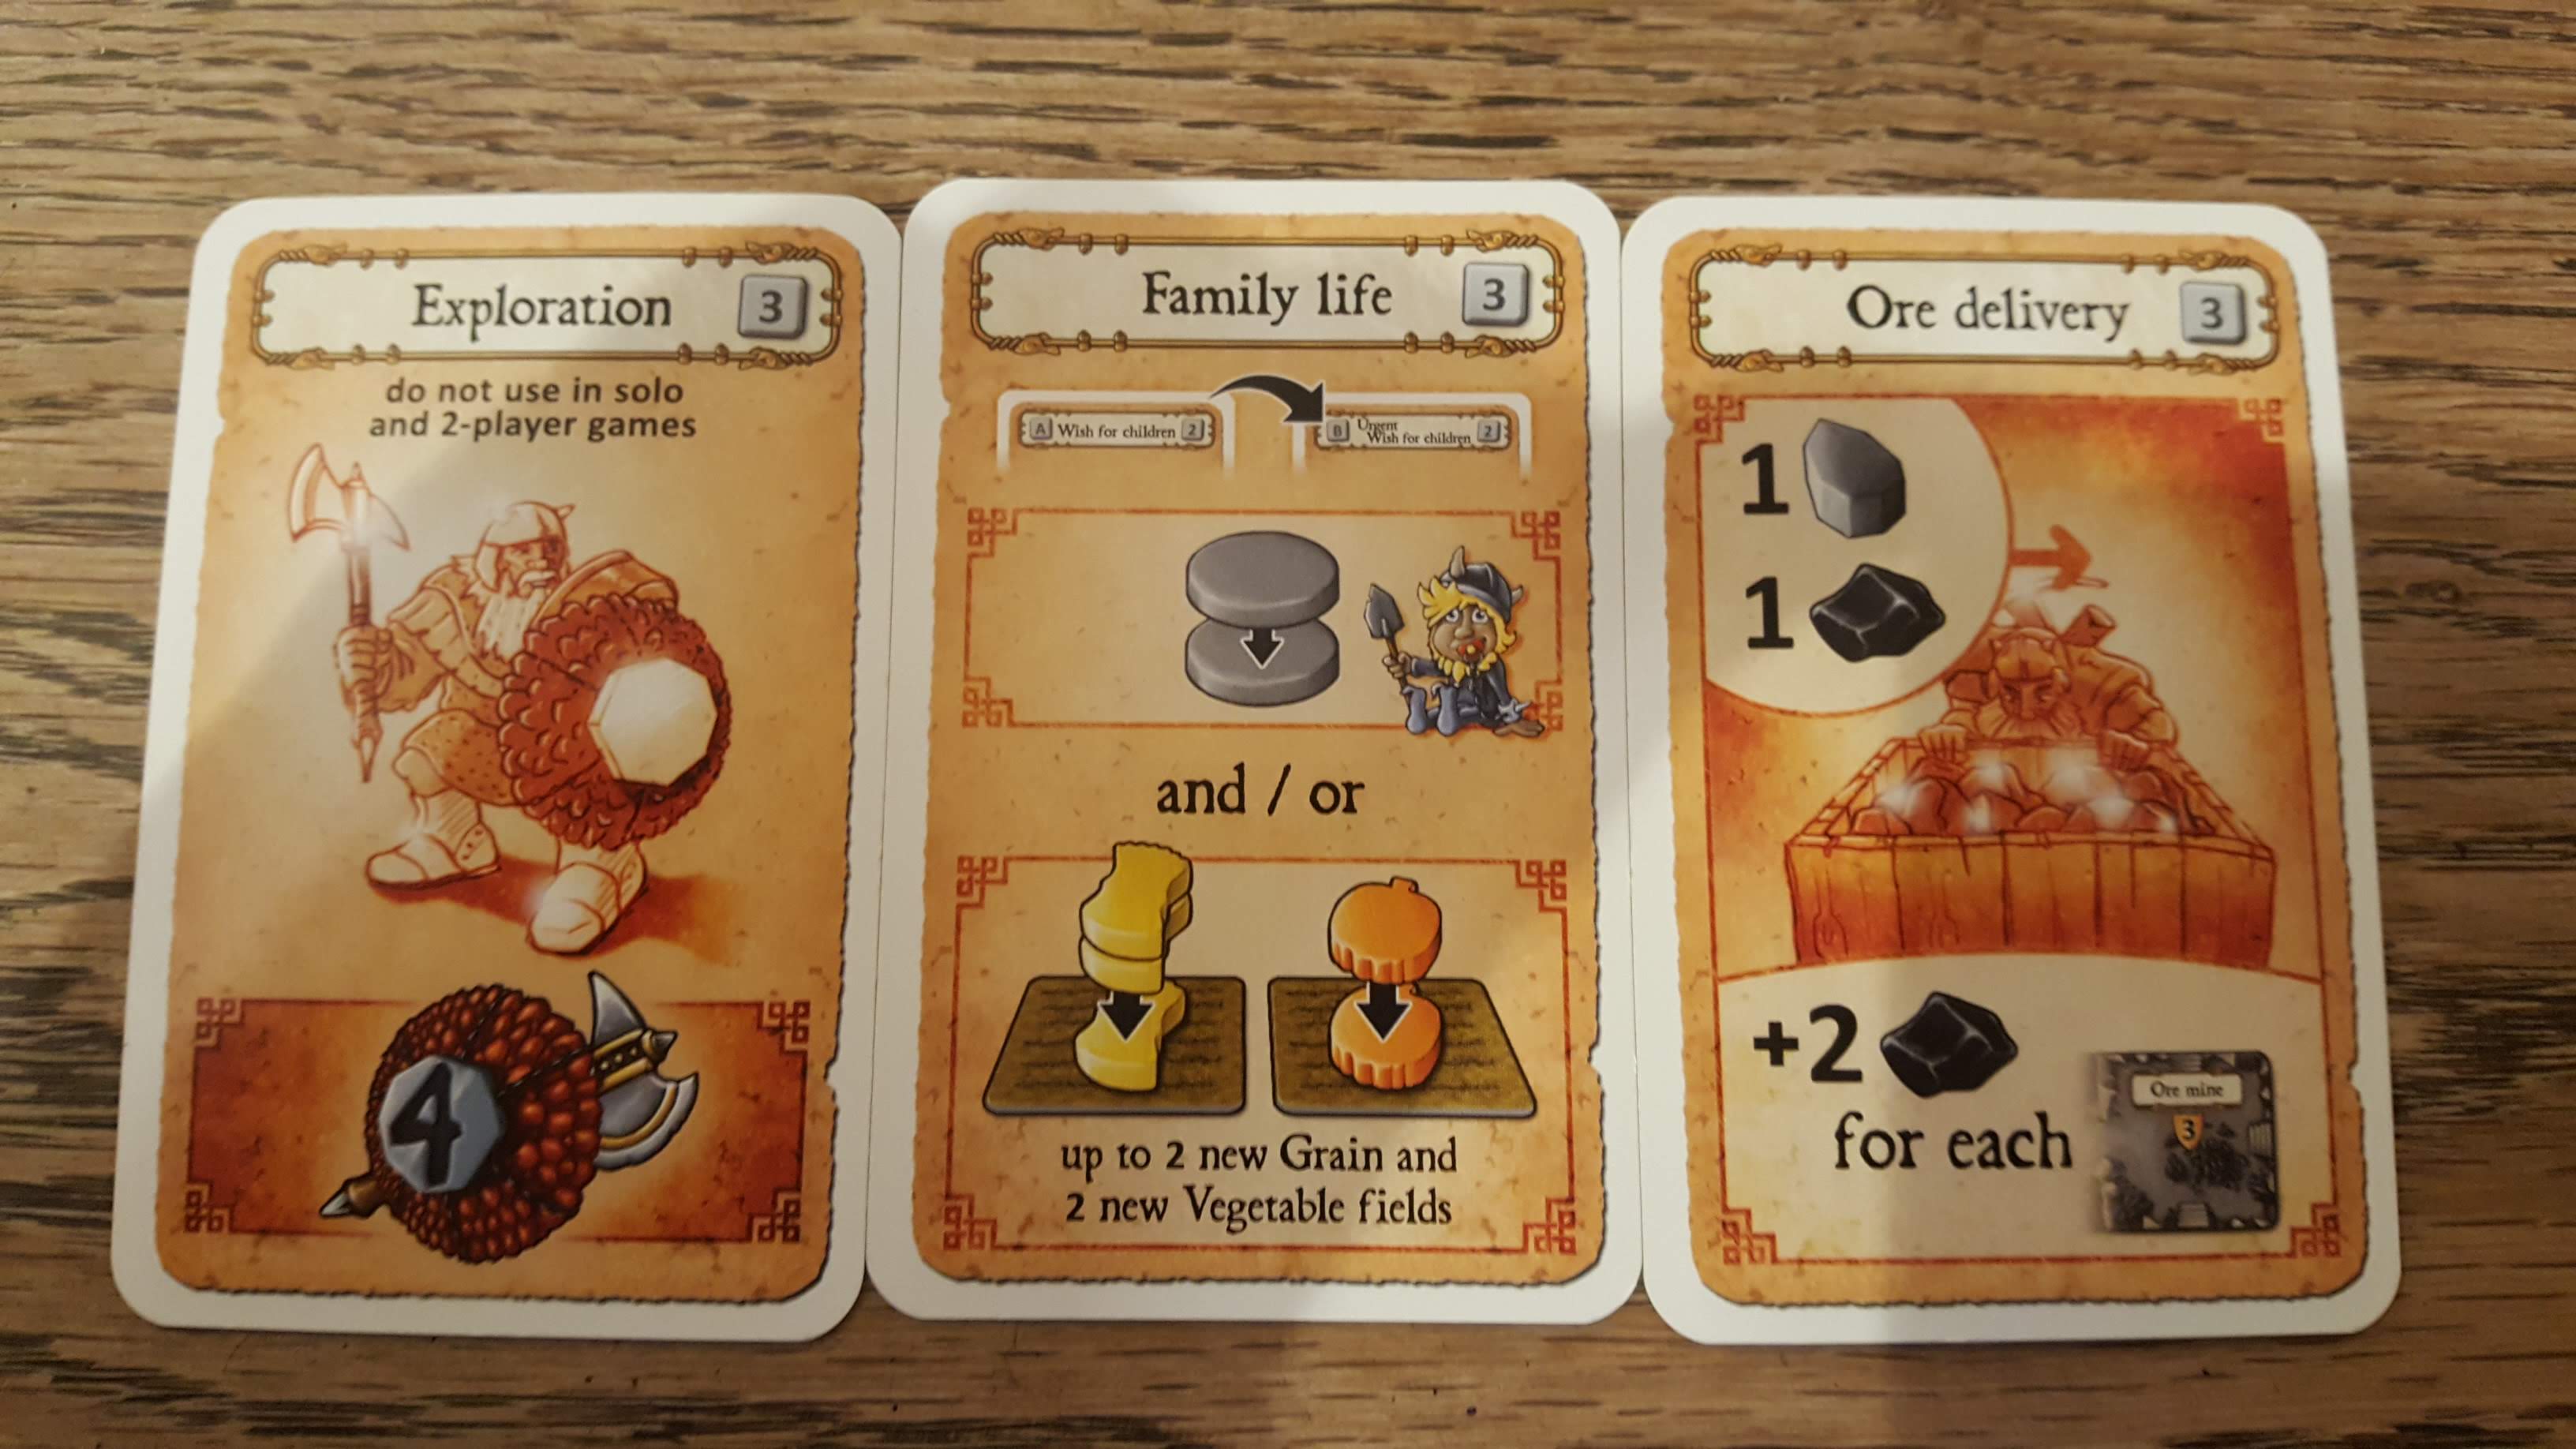 Exploration 3
do not use in solo
and 2-player games
4
Family life 3
A Wish for children 2
B Urgent
Wish for children 2
and / or
up to 2 new Grain and
2 new Vegetable fields
Ore delivery 3
1
1
+2
for each
Ore mine
3